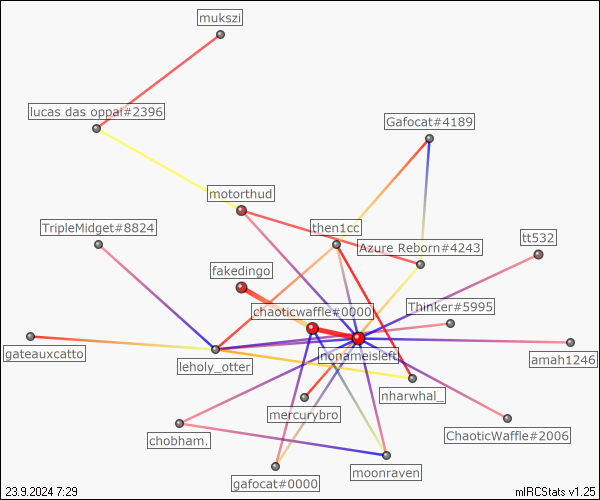 mukszi
lucas das oppai#2396
Gafocat#4189
motorthud
TripleMidget#8824
then1cc
Azure Reborn#4243
tt532
fakedingo
chaoticwaffle#0000
Thinker#5995
gateauxcatto
leholy_otter
nonameisleft
amah1246
nharwhal_
mercurybro
chobham.
ChaoticWaffle#2006
gafocat#0000
moonraven
23.9.2024 7:29
mIRCStats v1.25